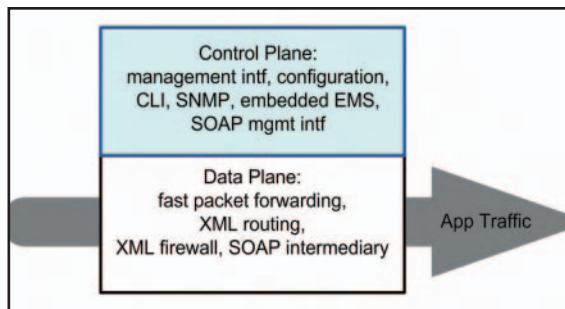 Control Plane:
management intf, configuration,
CLI, SNMP, embedded EMS,
SOAP mgmt intf
Data Plane:
fast packet forwarding,
XML routing,
XML firewall, SOAP intermediary
App Traffic